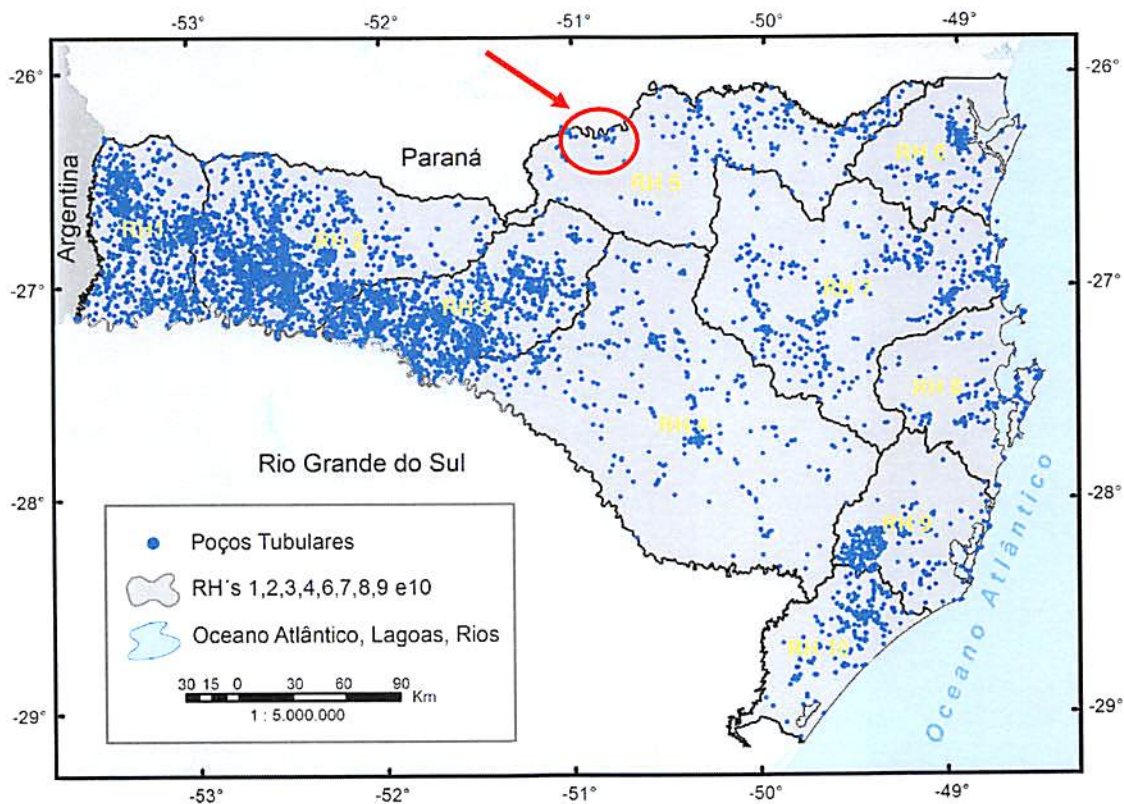 -53° -52° -51° -50° -49°
-26° -26°
Paraná
Argentina
RH 6
RH 5
RH1
RH 2
-27° -27°
RH 3
RH 7
RH 8
RH 4
Rio Grande do Sul
-28° -28°
RH 9
Oceano Atlântico
Poços Tubulares
RH´s 1,2,3,4,6,7,8,9 e10
Oceano Atlântico, Lagoas, Rios
RH 10
30 15 0 30 60 90 Km
1 : 5.000.000
-29° -29°
-53° -52° -51° -50° -49°